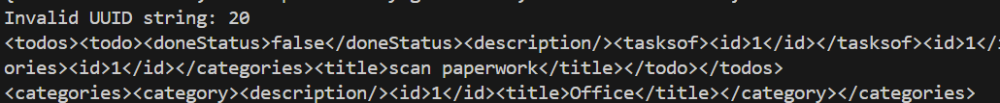 Invalid UUID string: 20
<todos><todo><doneStatus>false</doneStatus><description/><tasksof><id>1</id></tasksof><id>1</i
ories><id>1</id></categories><title>scan paperwork</title></todo></todos>
<categories><category><description/><id>1</id><title>Office</title></category></categories>